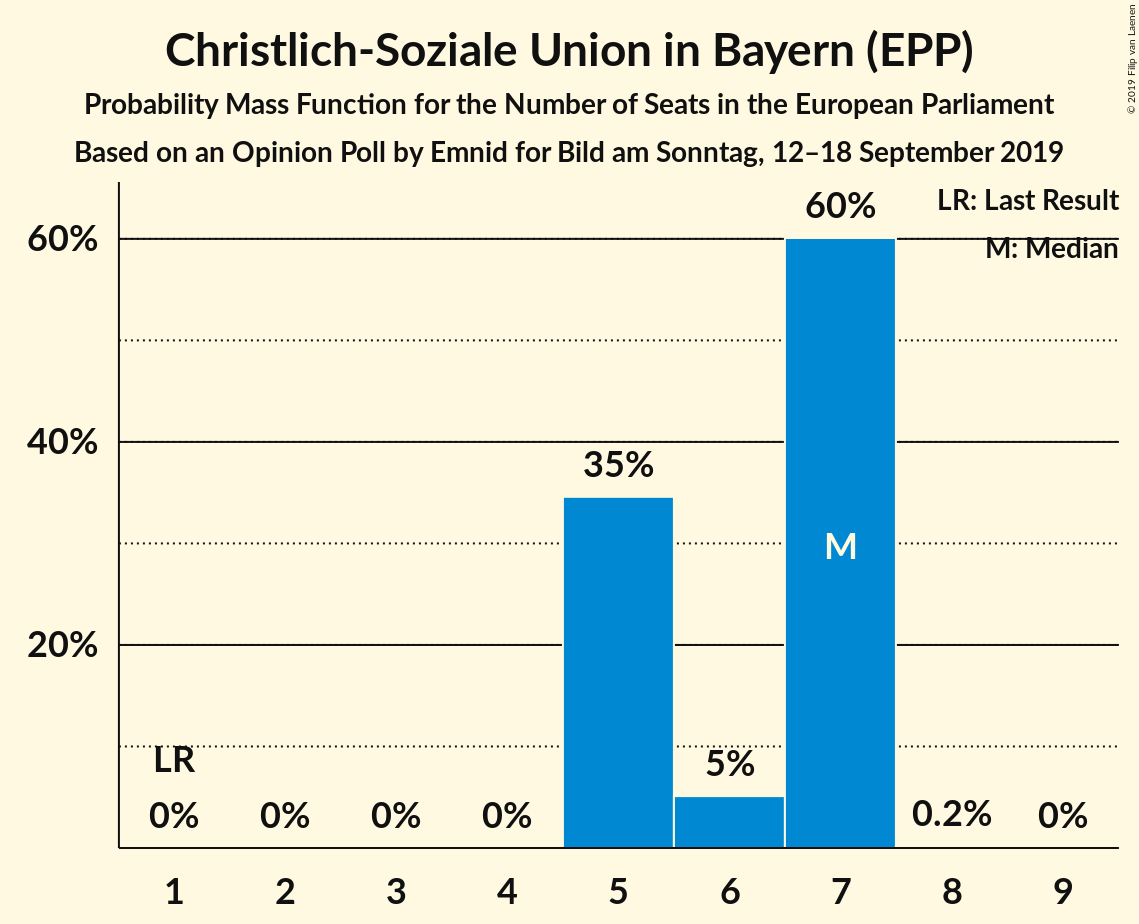 Christlich-Soziale Union in Bayern (EPP)
Probability Mass Function for the Number of Seats in the European Parliament
Based on an Opinion Poll by Emnid for Bild am Sonntag, 12–18 September 2019
© 2019 Filip van Laenen
LR: Last Result
M: Median
60%
40%
20%
60%
35%
M
LR
5%
0%
0%
0%
0%
0.2%
0%
1 2 3 4 5 6 7 8 9